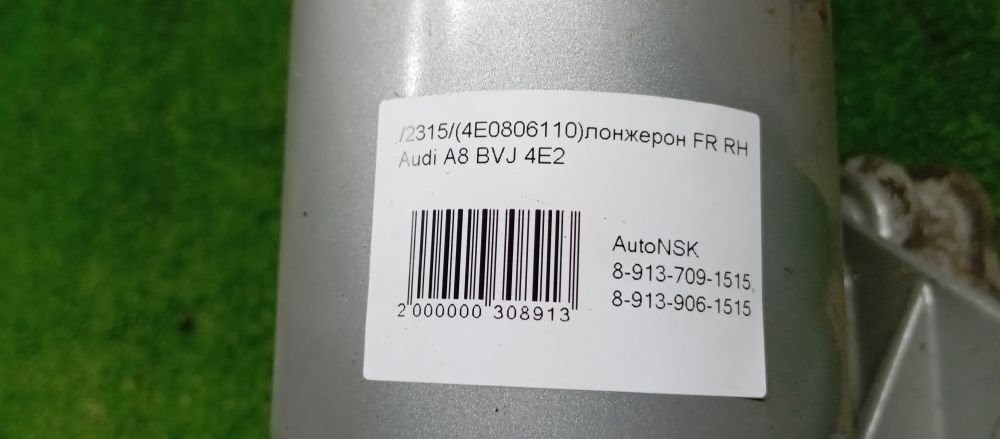 /2315/(4E0806110)лонжерон FR RH
Audi A8 BVJ 4E2
AutoNSK
8-913-709-1515,
8-913-906-1515
2 000000 308913